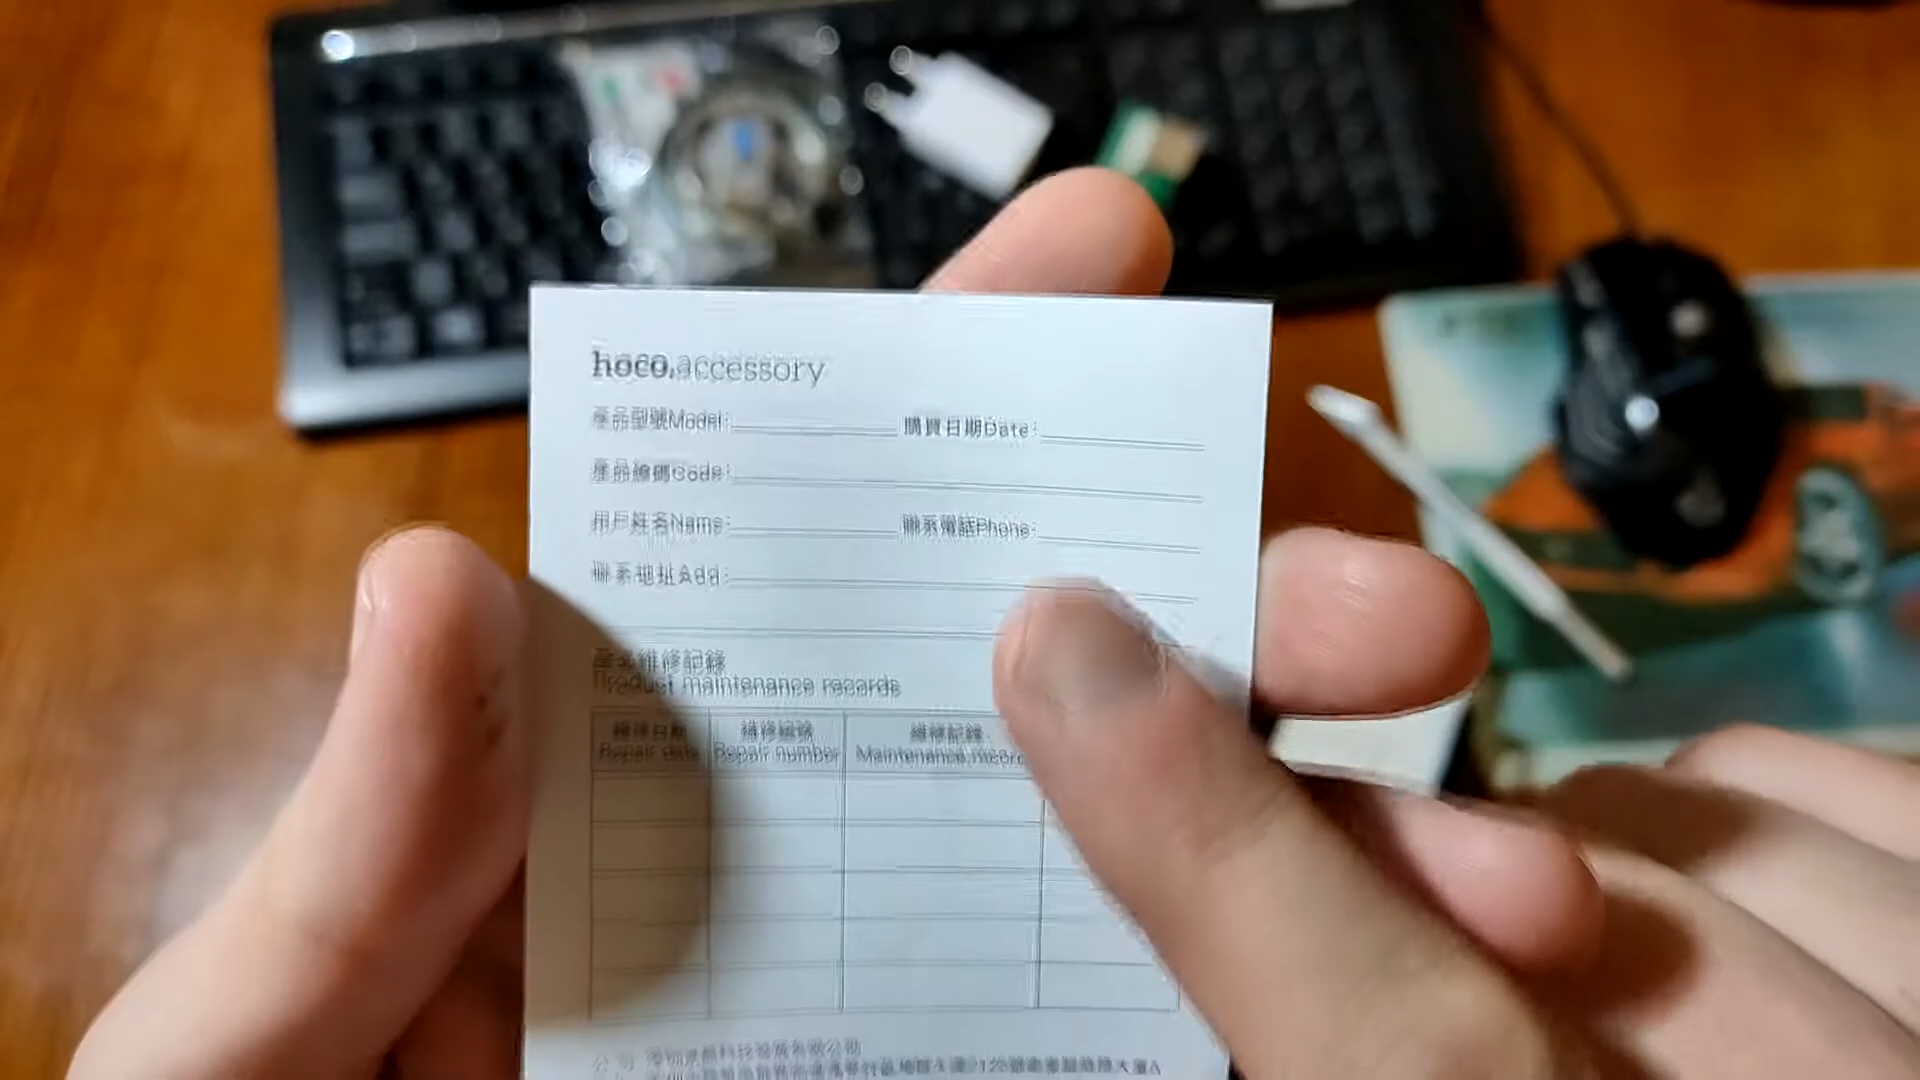 hoco.accessory
產品型號Model: 購買日期Date:
產品編碼Code:
用戶姓名Name: 聯系電話Phone:
聯系地址Add:
產品維修記錄
Product maintenance records
維修日期 維修編號 維修記錄
Repair date Repair number Maintenance record
公司